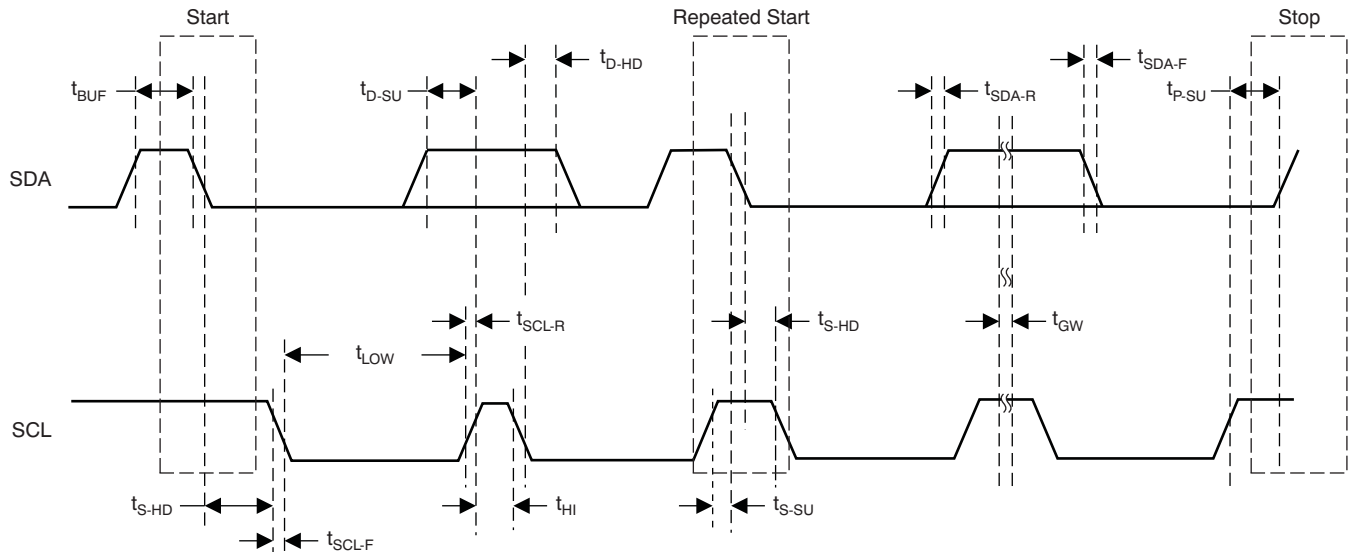 Start
Repeated Start
Stop
tBUF
tD-SU
tD-HD
tSDA-R
tSDA-F
tP-SU
SDA
tSCL-R
tLOW
tS-HD
tGW
SCL
tS-HD
tSCL-F
tHI
tS-SU